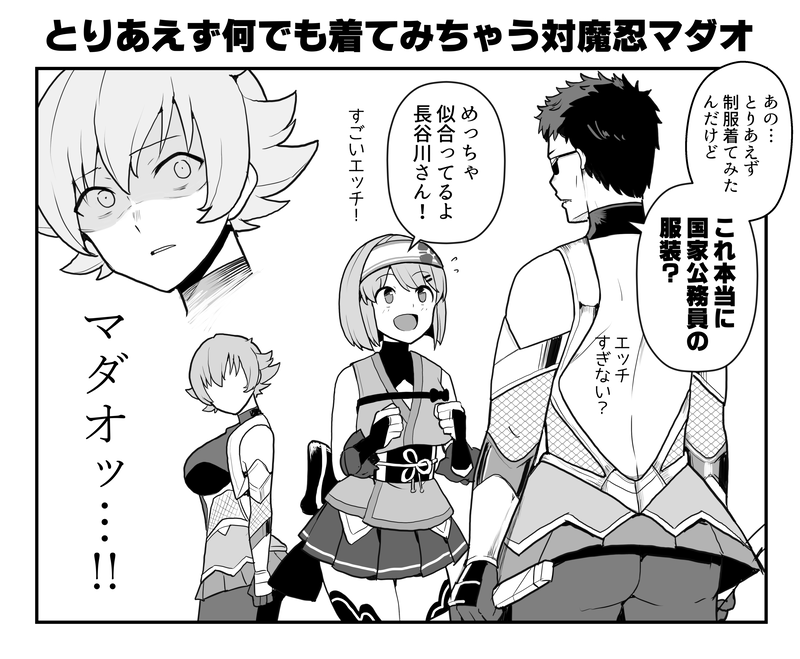 とりあえず何でも着てみちゃう対魔忍マダオ
あの…
とりあえず
制服着てみた
んだけど
これ本当に
国家公務員の
服装?
エッチ
すぎない?
めっちゃ
似合ってるよ
長谷川さん!
すごいエッチ!
マダオッ…!!